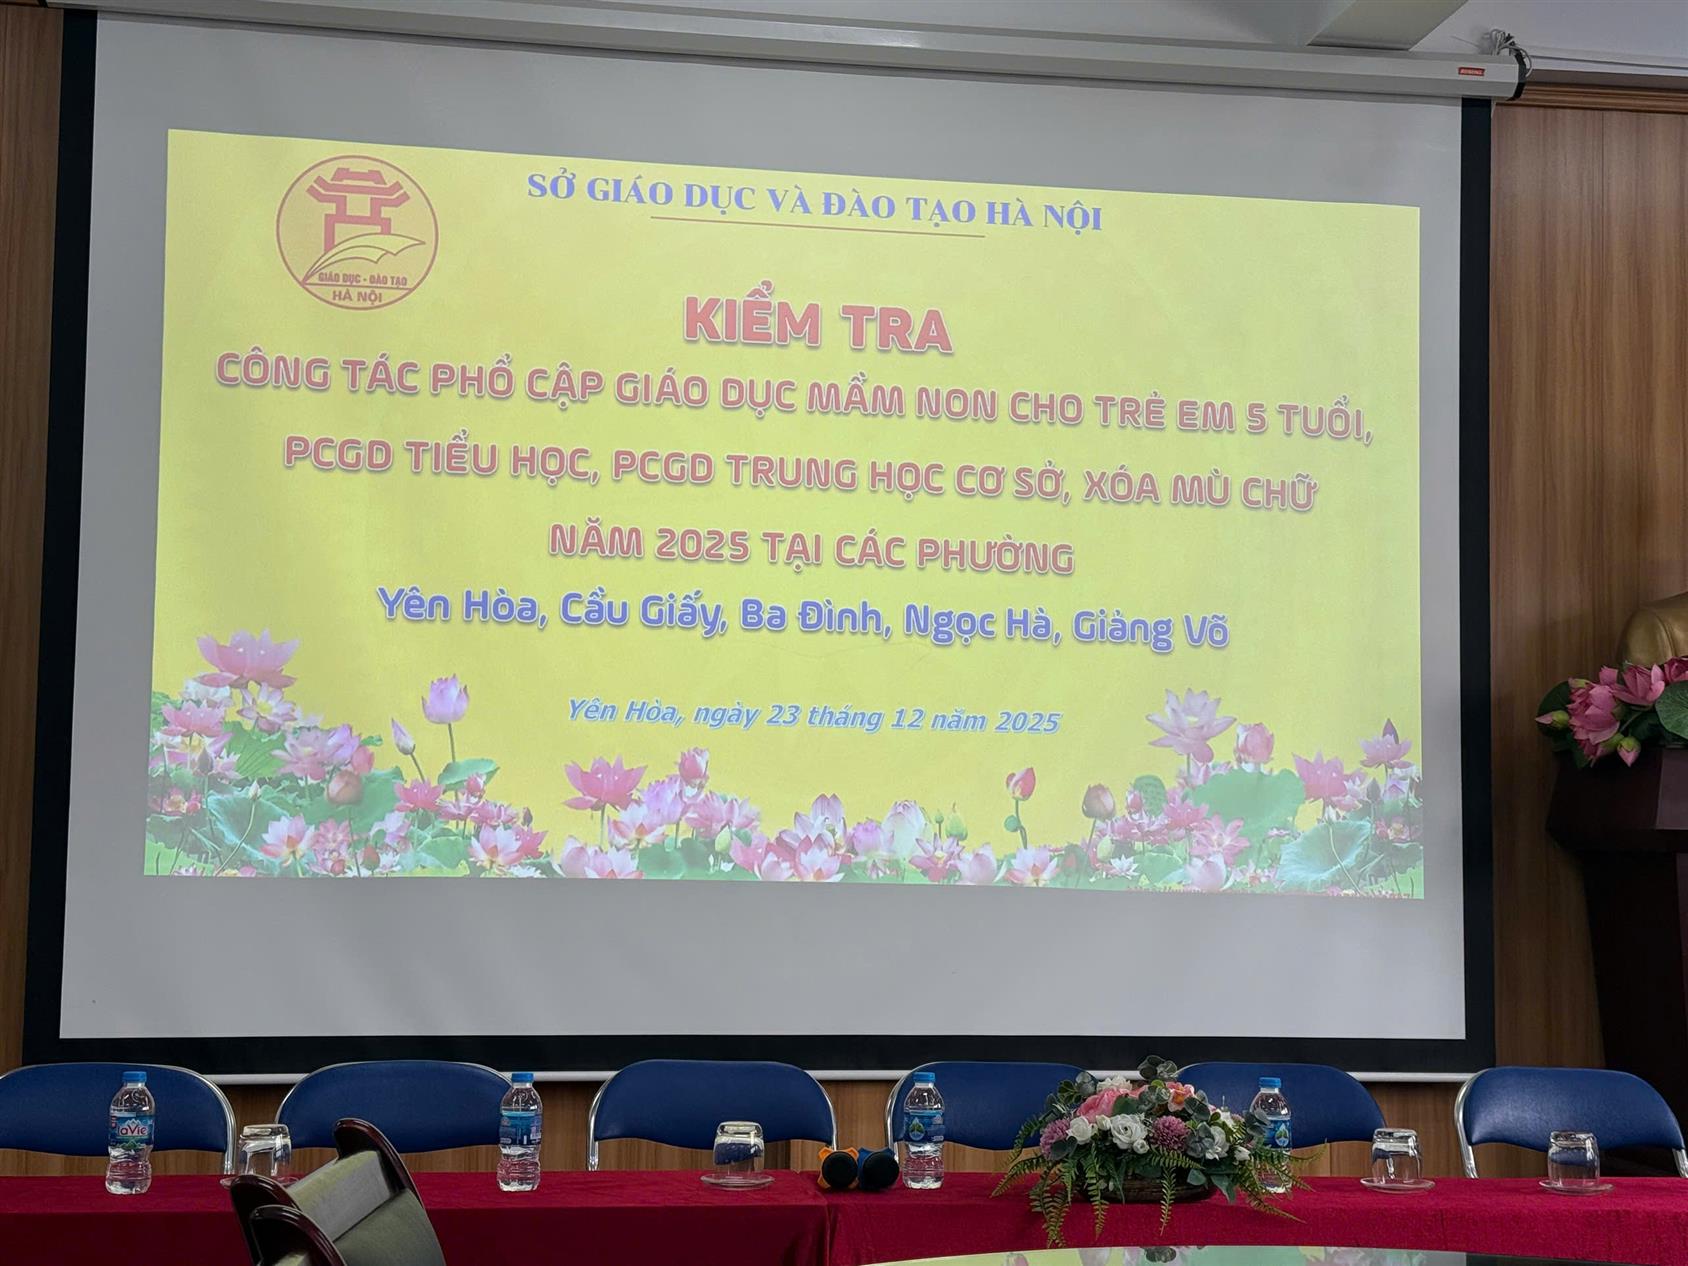 SỞ GIÁO DỤC VÀ ĐÀO TẠO HÀ NỘI
GIÁO DỤC - ĐÀO TẠO
HÀ NỘI
KIỂM TRA
CÔNG TÁC PHỔ CẬP GIÁO DỤC MẦM NON CHO TRẺ EM 5 TUỔI,
PCGD TIỂU HỌC, PCGD TRUNG HỌC CƠ SỞ, XÓA MÙ CHỮ
NĂM 2025 TẠI CÁC PHƯỜNG
Yên Hòa, Cầu Giấy, Ba Đình, Ngọc Hà, Giảng Võ
Yên Hòa, ngày 23 tháng 12 năm 2025
LaVie